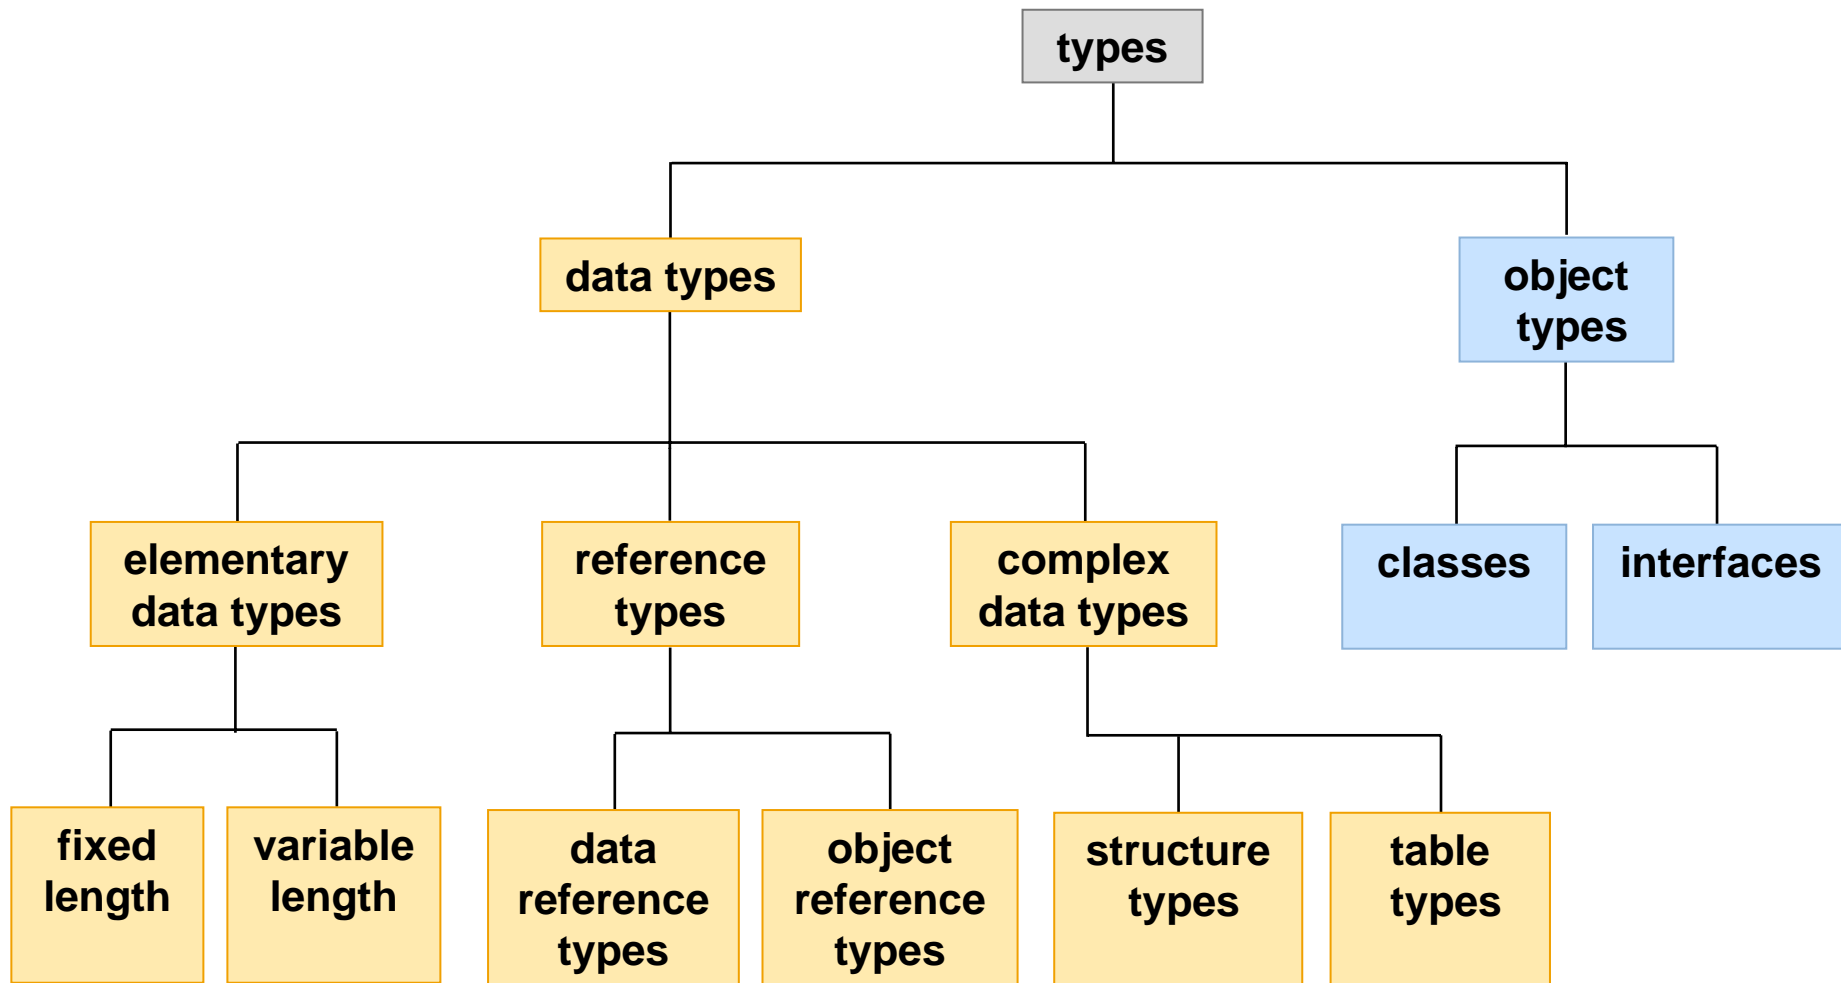 types
data types
object
types
elementary
data types
reference
types
complex
data types
classes
interfaces
fixed
length
variable
length
data
reference
types
object
reference
types
structure
types
table
types